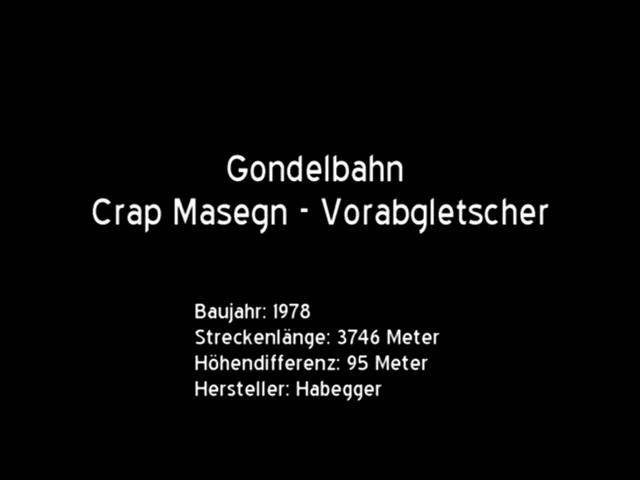 Gondelbahn
Crap Masegn - Vorabgletscher
Baujahr: 1978
Streckenlänge: 3746 Meter
Höhendifferenz: 95 Meter
Hersteller: Habegger